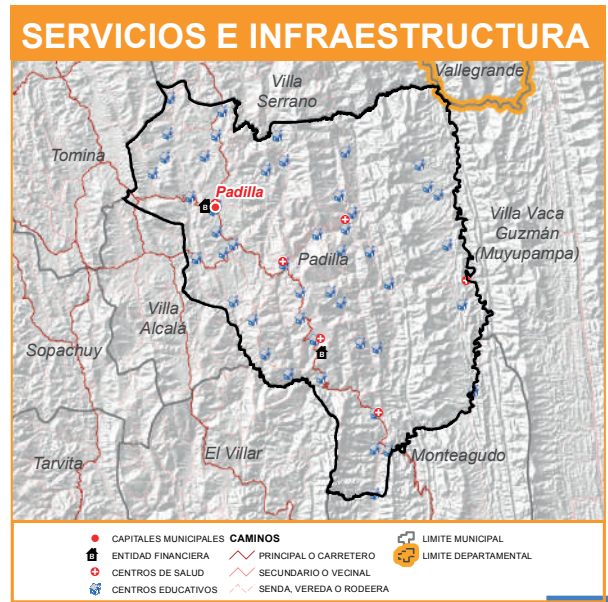 SERVICIOS E INFRAESTRUCTURA
Villa
Serrano
Vallegrande
Tomina
Padilla
B
Villa Vaca
Guzmán
(Muyupampa)
Padilla
Villa
Alcalá
Sopachuy
B
El Villar
Monteagudo
Tarvita
CAPITALES MUNICIPALES
B ENTIDAD FINANCIERA
CENTROS DE SALUD
CENTROS EDUCATIVOS
CAMINOS
PRINCIPAL O CARRETERO
SECUNDARIO O VECINAL
SENDA, VEREDA O RODEERA
LIMITE MUNICIPAL
LIMITE DEPARTAMENTAL